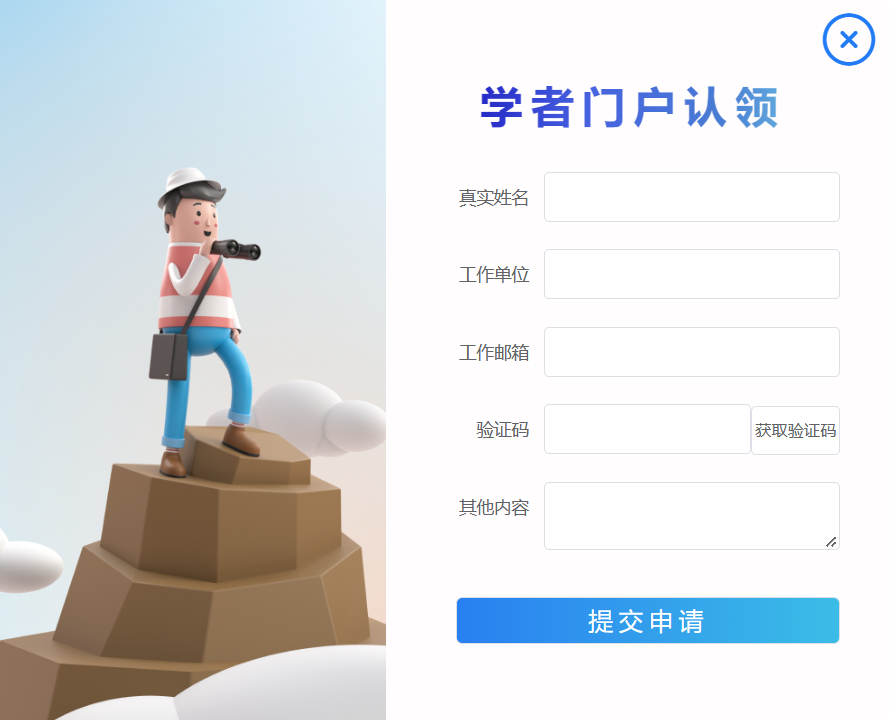 学者门户认领
真实姓名
工作单位
工作邮箱
验证码 获取验证码
其他内容
提交申请